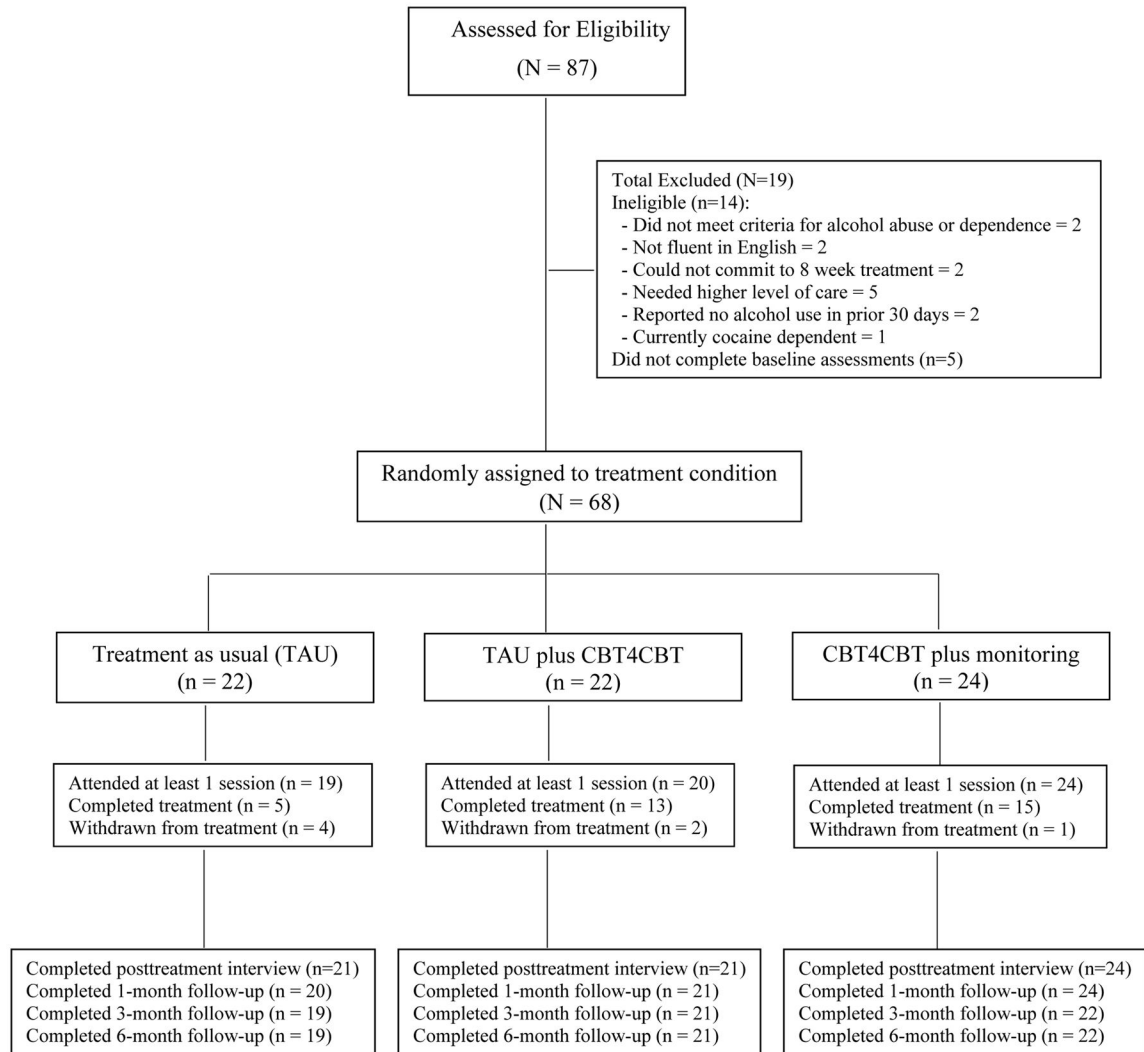 Assessed for Eligibility
(N = 87)
Total Excluded (N=19)
Ineligible (n=14):
- Did not meet criteria for alcohol abuse or dependence = 2
- Not fluent in English = 2
- Could not commit to 8 week treatment = 2
- Needed higher level of care = 5
- Reported no alcohol use in prior 30 days = 2
- Currently cocaine dependent = 1
Did not complete baseline assessments (n=5)
Randomly assigned to treatment condition
(N = 68)
Treatment as usual (TAU)
(n = 22)
TAU plus CBT4CBT
(n = 22)
CBT4CBT plus monitoring
(n = 24)
Attended at least 1 session (n = 19)
Completed treatment (n = 5)
Withdrawn from treatment (n = 4)
Attended at least 1 session (n = 20)
Completed treatment (n = 13)
Withdrawn from treatment (n = 2)
Attended at least 1 session (n = 24)
Completed treatment (n = 15)
Withdrawn from treatment (n = 1)
Completed posttreatment interview (n=21)
Completed 1-month follow-up (n = 20)
Completed 3-month follow-up (n = 19)
Completed 6-month follow-up (n = 19)
Completed posttreatment interview (n=21)
Completed 1-month follow-up (n = 21)
Completed 3-month follow-up (n = 21)
Completed 6-month follow-up (n = 21)
Completed posttreatment interview (n=24)
Completed 1-month follow-up (n = 24)
Completed 3-month follow-up (n = 22)
Completed 6-month follow-up (n = 22)